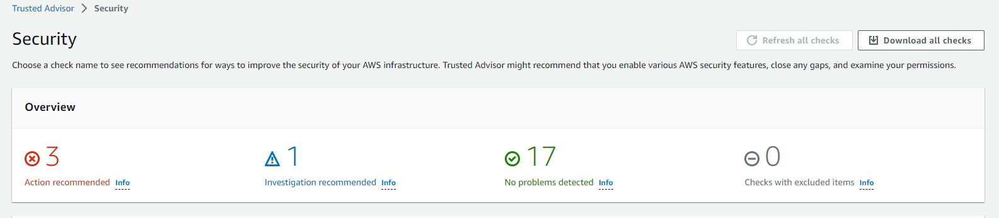 Trusted Advisor > Security
Security
Refresh all checks
Download all checks
Choose a check name to see recommendations for ways to improve the security of your AWS infrastructure. Trusted Advisor might recommend that you enable various AWS security features, close any gaps, and examine your permissions.
Overview
3
Action recommended Info
1
Investigation recommended Info
17
No problems detected Info
0
Checks with excluded items Info